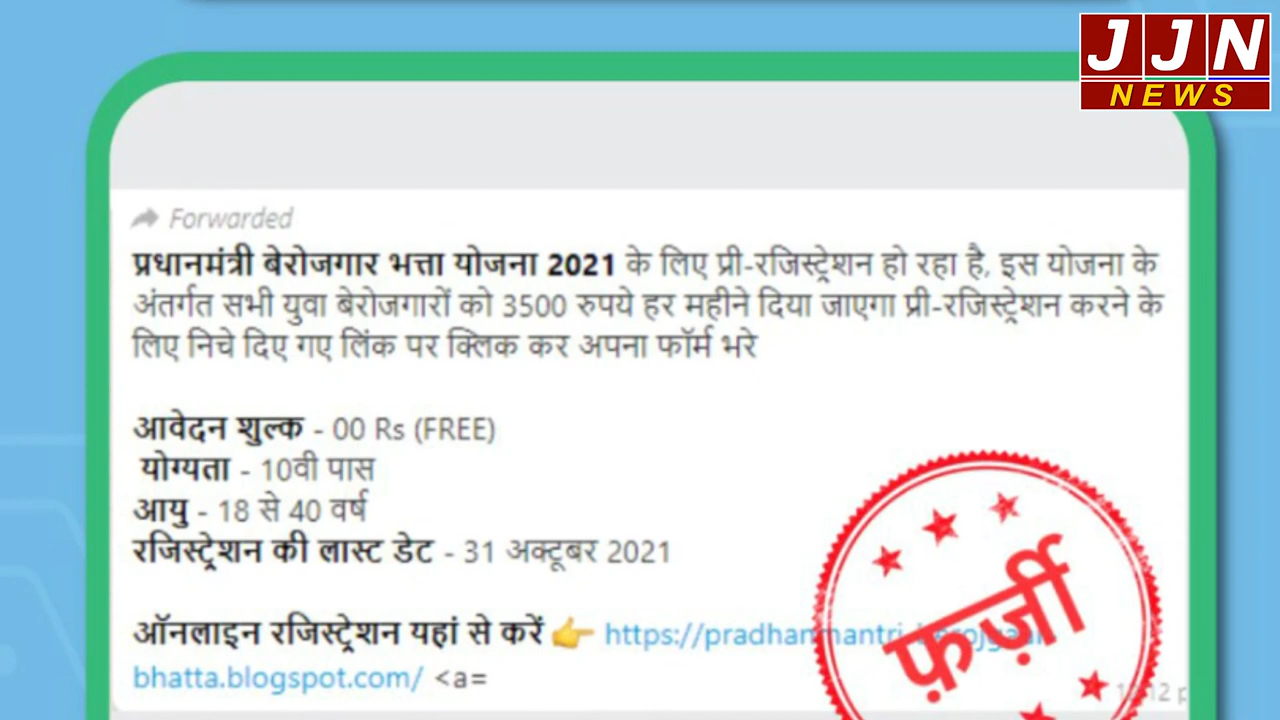 JJN
NEWS
Forwarded
प्रधानमंत्री बेरोजगार भत्ता योजना 2021 के लिए प्री-रजिस्ट्रेशन हो रहा है, इस योजना के
अंतर्गत सभी युवा बेरोजगारों को 3500 रुपये हर महीने दिया जाएगा प्री-रजिस्ट्रेशन करने के
लिए निचे दिए गए लिंक पर क्लिक कर अपना फॉर्म भरे
आवेदन शुल्क - 00 Rs (FREE)
योग्यता - 10वी पास
आयु - 18 से 40 वर्ष
रजिस्ट्रेशन की लास्ट डेट - 31 अक्टूबर 2021
ऑनलाइन रजिस्ट्रेशन यहां से करें 👉 https://pradhanmantri-berojgaar-
bhatta.blogspot.com/ <a=
फ़र्ज़ी